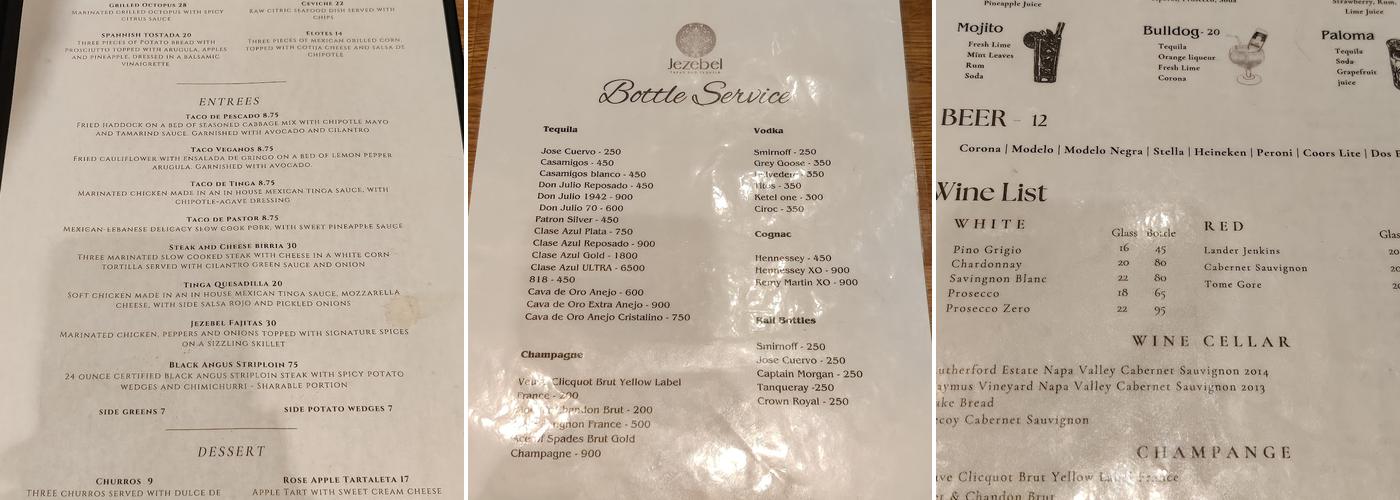 GRILLED OCTOPUS 28
MARINATED GRILLED OCTOPUS WITH SPICY
CITRUS SAUCE
CEVICHE 22
RAW CITRIC SEAFOOD DISH SERVED WITH
CHIPS
SPANNISH TOSTADA 20
THREE PIECES OF POTATO BREAD WITH
PROSCIUTTO TOPPED WITH ARUGULA, APPLES
AND PINEAPPLE, DRESSED IN A BALSAMIC
VINAIGRETTE
ELOTES 14
THREE PIECES OF MEXICAN GRILLED CORN,
TOPPED WITH COTIJA CHEESE AND SALSA DE
CHIPOTLE
ENTREES
TACO DE PESCADO 8.75
FRIED HADDOCK ON A BED OF SEASONED CABBAGE MIX WITH CHIPOTLE MAYO
AND TAMARIND SAUCE. GARNISHED WITH AVOCADO AND CILANTRO
TACO VEGANOS 8.75
FRIED CAULIFLOWER WITH ENSALADA DE GRINGO ON A BED OF LEMON PEPPER
ARUGULA. GARNISHED WITH AVOCADO.
TACO DE TINGA 8.75
MARINATED CHICKEN MADE IN AN IN HOUSE MEXICAN TINGA SAUCE, WITH
CHIPOTLE-AGAVE DRESSING
TACO DE PASTOR 8.75
MEXICAN-LEBANESE DELICACY SLOW COOK PORK, WITH SWEET PINEAPPLE SAUCE
STEAK AND CHEESE BIRRIA 30
THREE MARINATED SLOW COOKED STEAK WITH CHEESE IN A WHITE CORN
TORTILLA SERVED WITH CILANTRO GREEN SAUCE AND ONION
TINGA QUESADILLA 20
SOFT CHICKEN MADE IN AN IN HOUSE MEXICAN TINGA SAUCE, MOZZARELLA
CHEESE, WITH SIDE SALSA ROJO AND PICKLED ONIONS
JEZEBEL FAJITAS 30
MARINATED CHICKEN, PEPPERS AND ONIONS TOPPED WITH SIGNATURE SPICES
ON A SIZZLING SKILLET
BLACK ANGUS STRIPLOIN 75
24 OUNCE CERTIFIED BLACK ANGUS STRIPLOIN STEAK WITH SPICY POTATO
WEDGES AND CHIMICHURRI - SHARABLE PORTION
SIDE GREENS 7
SIDE POTATO WEDGES 7
DESSERT
CHURROS 9
THREE CHURROS SERVED WITH DULCE DE
ROSE APPLE TARTALETA 17
APPLE TART WITH SWEET CREAM CHEESE
Jezebel
Bottle Service
Tequila
Jose Cuervo - 250
Casamigos - 450
Casamigos blanco - 450
Don Julio Reposado - 450
Don Julio 1942 - 900
Don Julio 70 - 600
Patron Silver - 450
Clase Azul Plata - 750
Clase Azul Reposado - 900
Clase Azul Gold - 1800
Clase Azul ULTRA - 6500
818 - 450
Cava de Oro Anejo - 600
Cava de Oro Extra Anejo - 900
Cava de Oro Anejo Cristalino - 750
Champagne
Clicquot Brut Yellow Label
France - 200
Chandon Brut - 200
France - 500
Spades Brut Gold
Champagne - 900
Vodka
Smirnoff - 250
Grey Goose - 350
350
- 350
Ketel one - 300
Ciroc - 350
Cognac
Hennessey - 450
Hennessey XO - 900
Remy Martin XO - 900
Rail Bottles
Smirnoff - 250
Jose Cuervo - 250
Captain Morgan - 250
Tanqueray -250
Crown Royal - 250
Pineapple Juice
Strawberry, Rum,
Lime Juice
Mojito
Fresh Lime
Mint Leaves
Rum
Soda
Bulldog- 20
Tequila
Orange liqueur
Fresh Lime
Corona
Paloma
Tequila
Soda
Grapefruit
juice
BEER - 12
Corona | Modelo | Modelo Negra | Stella | Heineken | Peroni | Coors Lite | Dos
Wine List
WHITE
Glass Bottle
Pino Grigio 16 45
Chardonnay 20 80
Savingnon Blanc 22 80
Prosecco 18 65
Prosecco Zero 22 95
RED
Lander Jenkins
Cabernet Sauvignon
Tome Gore
WINE CELLAR
Estate Napa Valley Cabernet Sauvignon 2014
Vineyard Napa Valley Cabernet Sauvignon 2013
Bread
Cabernet Sauvignon
CHAMPANGE
Clicquot Brut Yellow France
& Chandon Brut